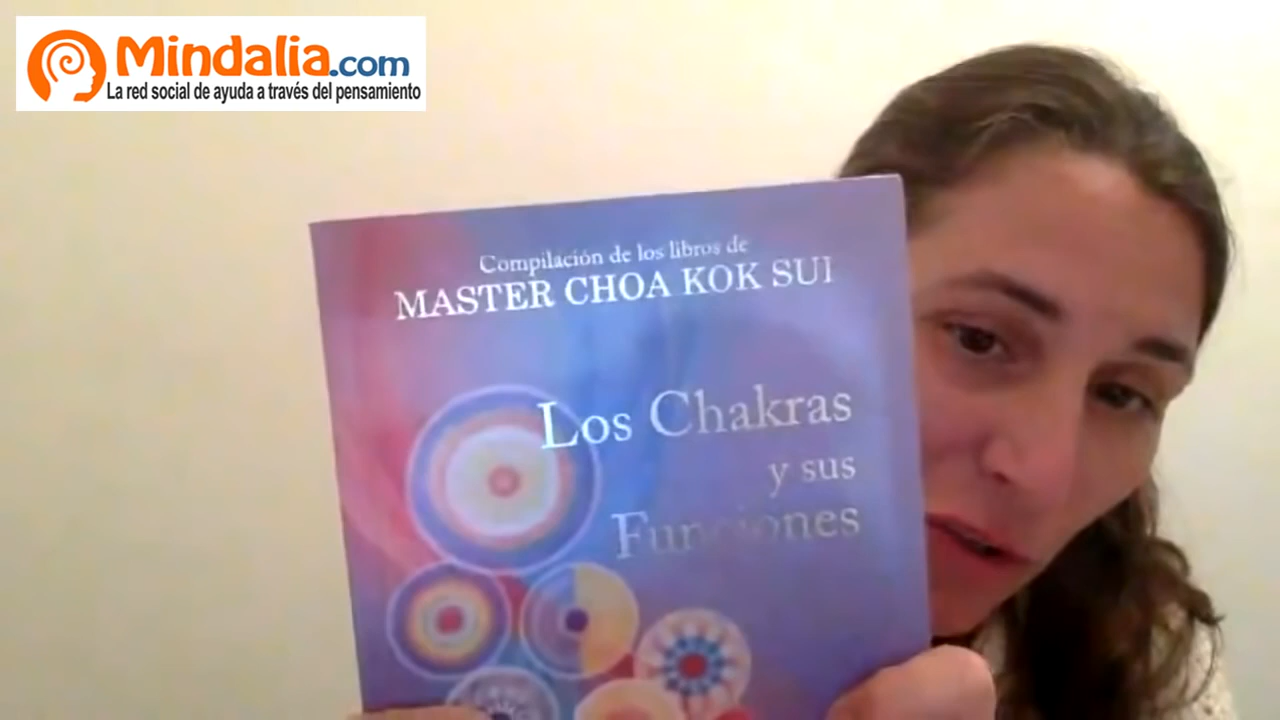 Mindalia.com
La red social de ayuda a través del pensamiento
Compilación de los libros de
MASTER CHOA KOK SUI
Los Chakras
y sus
Funciones